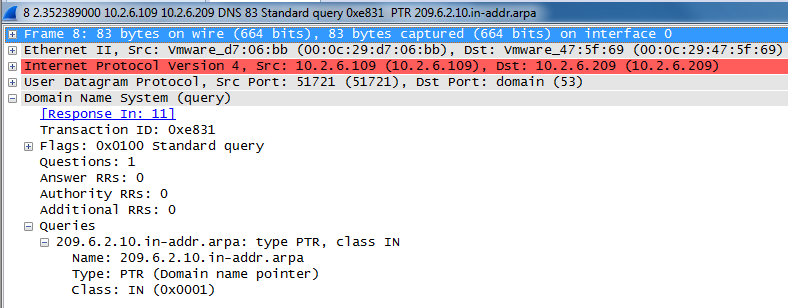 8 2.352389000 10.2.6.109 10.2.6.209 DNS 83 Standard query 0xe831 PTR 209.6.2.10.in-addr.arpa
Frame 8: 83 bytes on wire (664 bits), 83 bytes captured (664 bits) on interface 0
Ethernet II, Src: Vmware_d7:06:bb (00:0c:29:d7:06:bb), Dst: Vmware_47:5f:69 (00:0c:29:47:5f:69)
Internet Protocol Version 4, Src: 10.2.6.109 (10.2.6.109), Dst: 10.2.6.209 (10.2.6.209)
User Datagram Protocol, Src Port: 51721 (51721), Dst Port: domain (53)
Domain Name System (query)
[Response In: 11]
Transaction ID: 0xe831
Flags: 0x0100 Standard query
Questions: 1
Answer RRs: 0
Authority RRs: 0
Additional RRs: 0
Queries
209.6.2.10.in-addr.arpa: type PTR, class IN
Name: 209.6.2.10.in-addr.arpa
Type: PTR (Domain name pointer)
Class: IN (0x0001)